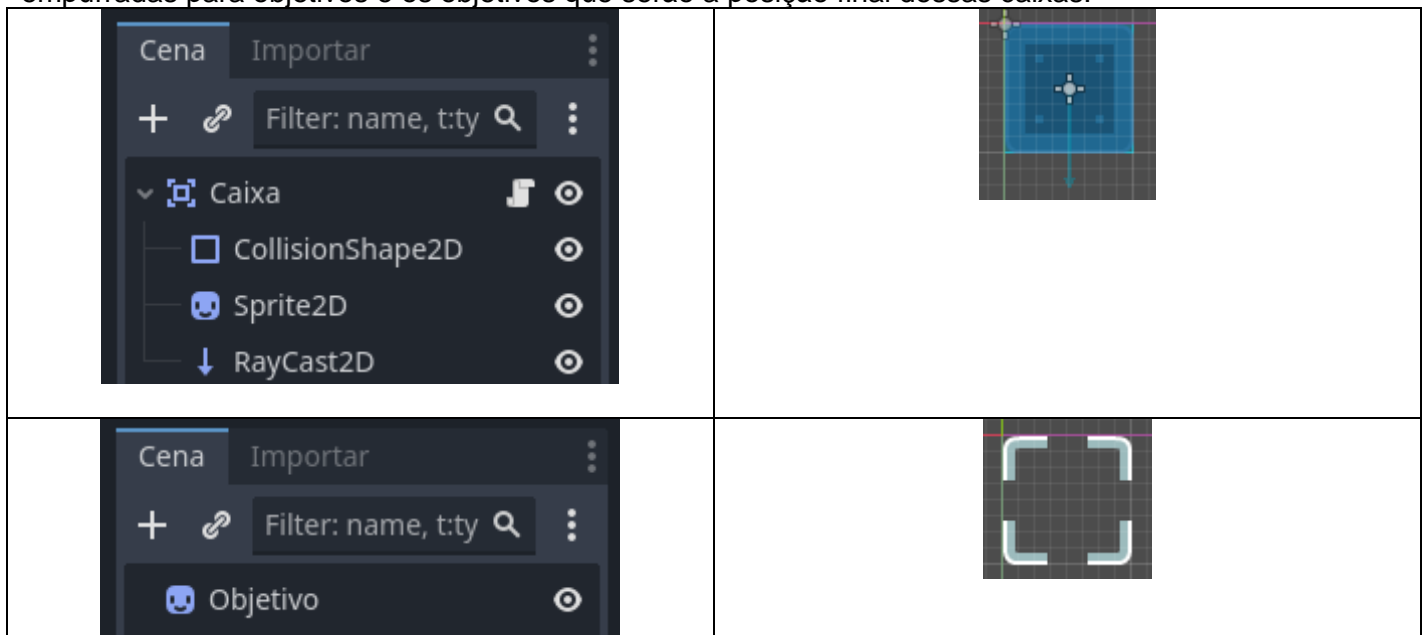 empurradas para objetivos e os objetivos que serão a posição final dessas caixas.
Cena Importar
Filter: name, t:ty
Caixa
CollisionShape2D
Sprite2D
RayCast2D
Cena Importar
Filter: name, t:ty
Objetivo